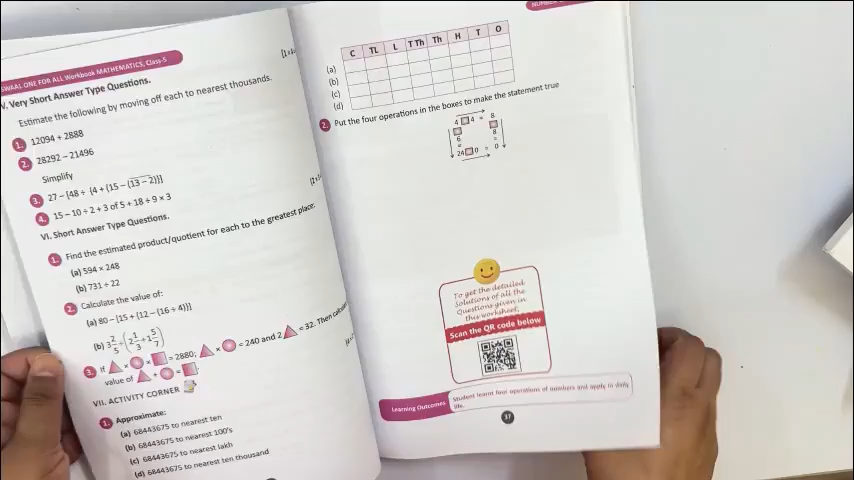 SWAAL ONE FOR ALL Workbook MATHEMATICS, Class-5
V. Very Short Answer Type Questions.
Estimate the following by moving off each to nearest thousands.
1. 12094 + 2888
2. 28292 – 21496
Simplify
3. 27 – [48 ÷ {4 + (15 – (13 – 2)}]
4. 15 – 10 ÷ 2 + 3 of 5 + 18 ÷ 9 × 3
VI. Short Answer Type Questions.
1. Find the estimated product/quotient for each to the greatest place:
(a) 594 × 248
(b) 731 ÷ 22
2. Calculate the value of:
(a) 80 – [15 + {12 – (16 ÷ 4)}]
(b) 3 2/5 ÷ (2 1/3 + 1 5/7)
3. If × × = 2880; × = 240 and 2 = 32. Then
value of + =
VII. ACTIVITY CORNER
1. Approximate:
(a) 68443675 to nearest ten
(b) 68443675 to nearest 100's
(c) 68443675 to nearest lakh
(d) 68443675 to nearest ten thousand
C TL L T Th Th H T O
(a)
(b)
(c)
(d)
2. Put the four operations in the boxes to make the statement true
4 4 = 8
6 8
= =
24 0 = 0
To get the detailed
Solutions of all the
Questions given in
this worksheet,
Scan the QR code below
Learning Outcomes
Student learnt four operations of numbers and apply in daily
life.
37